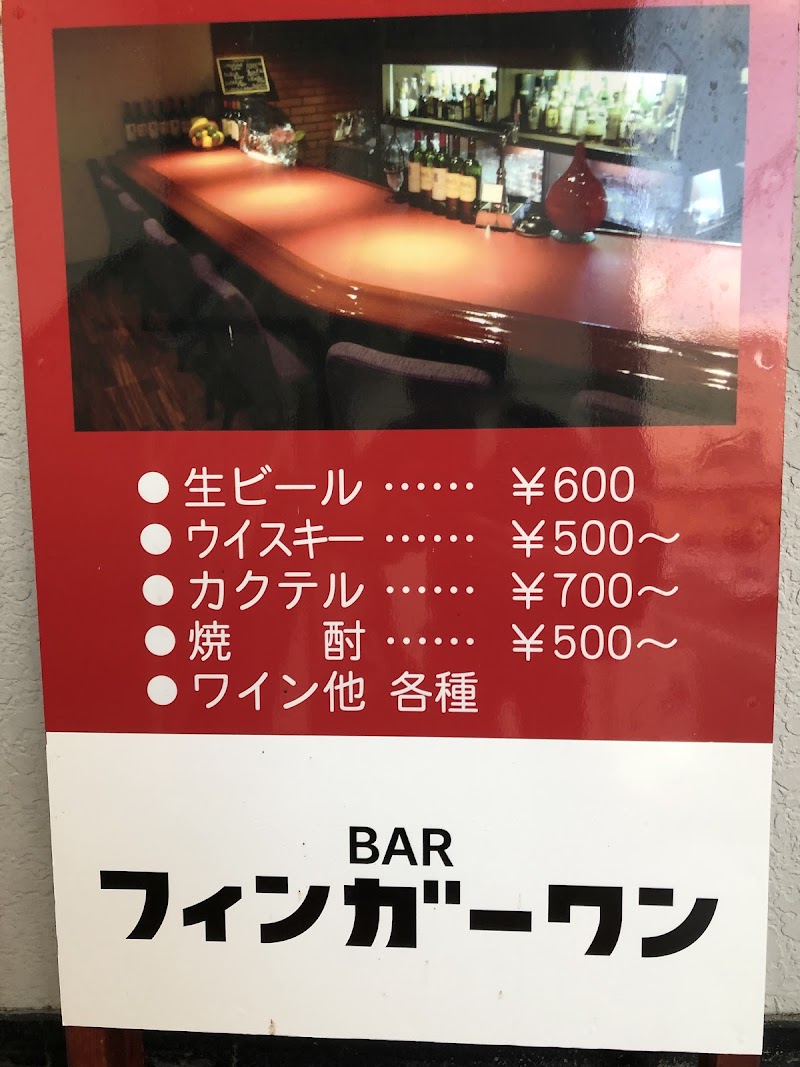 ●生ビール …… ￥600
●ウイスキー …… ￥500～
●カクテル …… ￥700～
●焼　酎 …… ￥500～
●ワイン他 各種
BAR
フィンガーワン